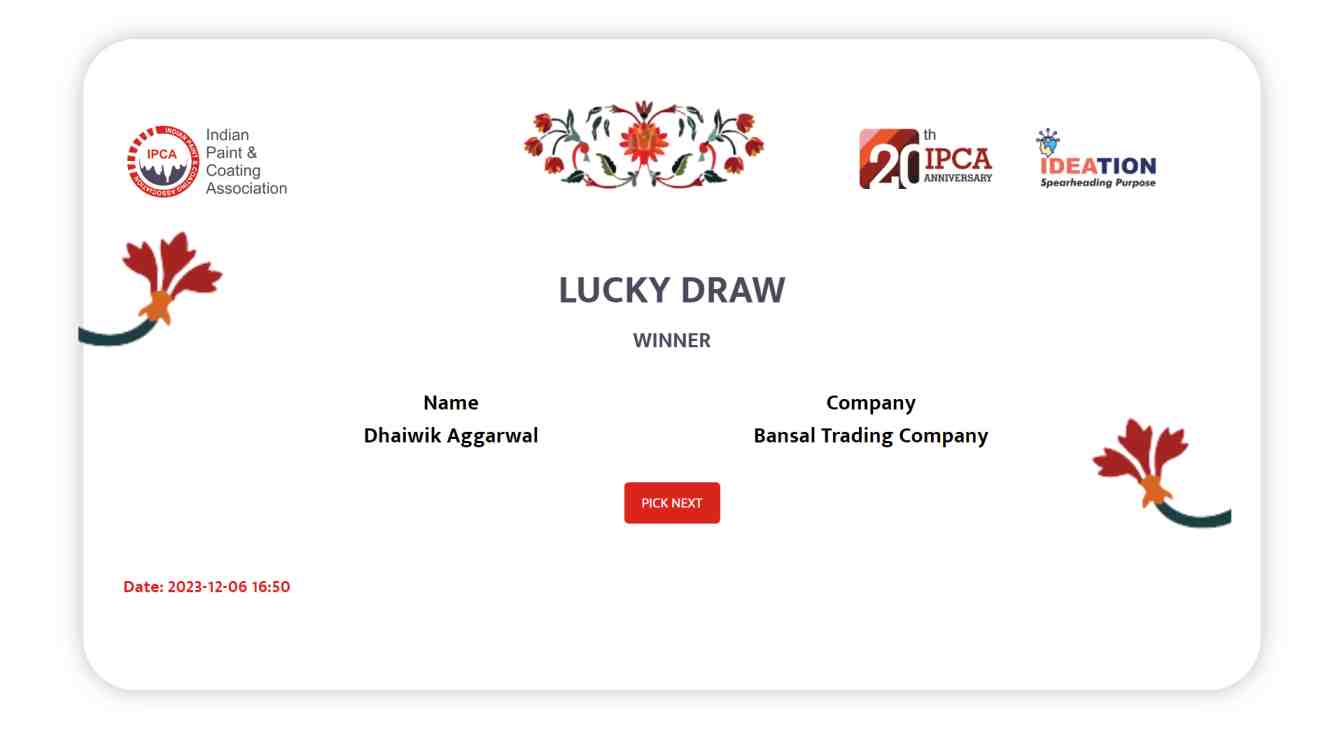 IPCA
INDIAN PAINT & COATING ASSOCIATION
Indian
Paint &
Coating
Association
20th
IPCA
ANNIVERSARY
IDEATION
Spearheading Purpose
LUCKY DRAW
WINNER
Name
Dhaiwik Aggarwal
Company
Bansal Trading Company
PICK NEXT
Date: 2023-12-06 16:50